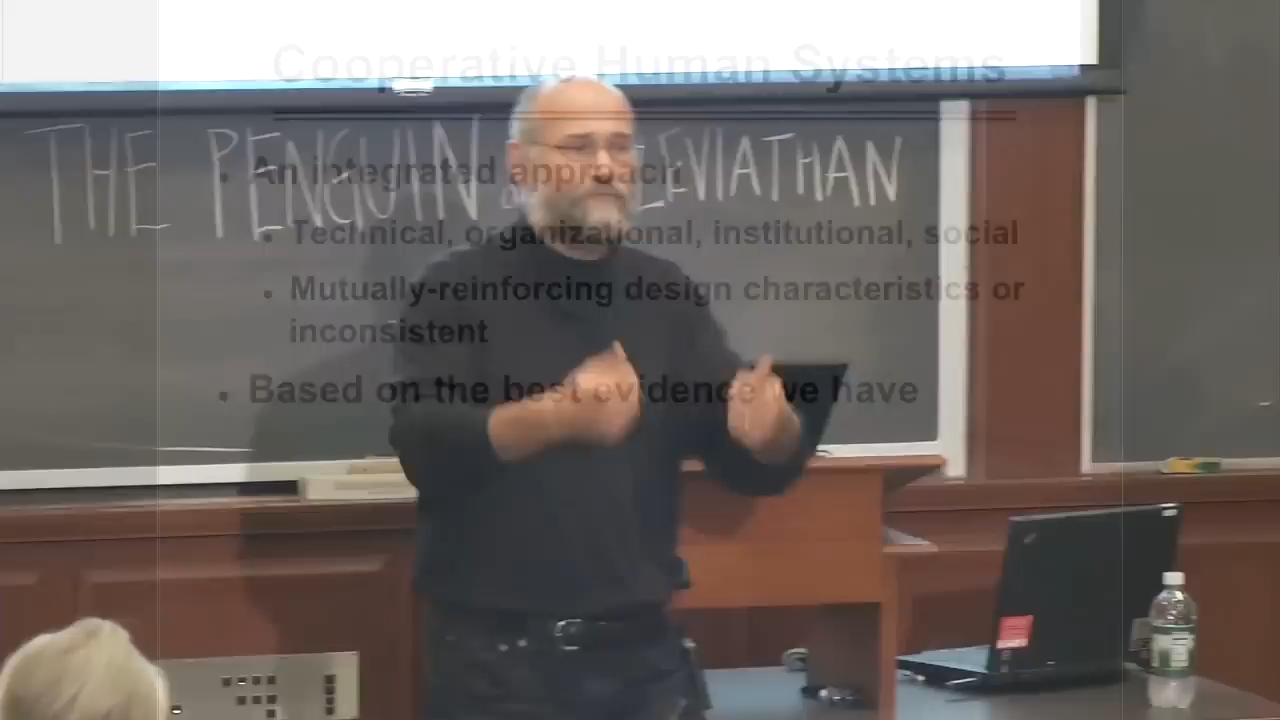 Cooperative Human Systems
THE PENGUIN LEVIATHAN
An integrated approach
Technical, organizational, institutional, social
Mutually-reinforcing design characteristics or
inconsistent
Based on the best evidence we have